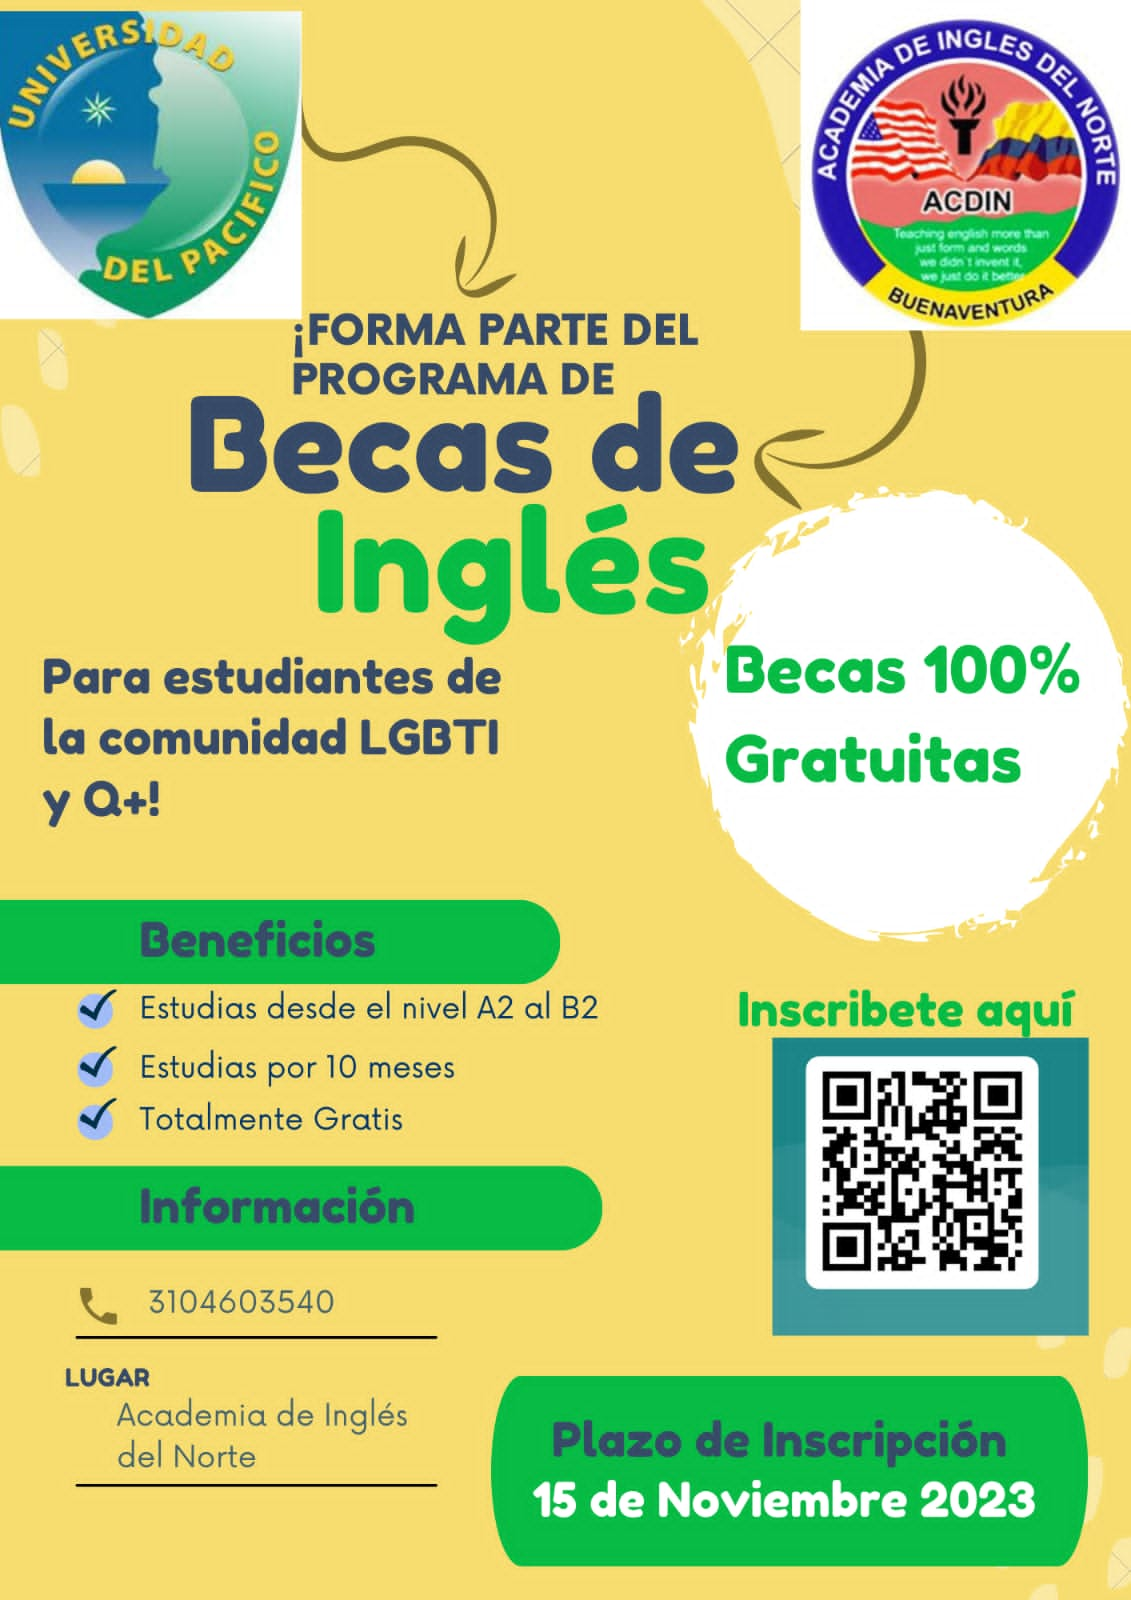 UNIVERSIDAD
DEL PACIFICO
ACADEMIA DE INGLES DEL NORTE
ACDIN
Teaching english more than
just form and words
we didn´t invent it,
we just do it better
BUENAVENTURA
¡FORMA PARTE DEL
PROGRAMA DE
Becas de
Inglés
Para estudiantes de
la comunidad LGBTI
y Q+!
Becas 100%
Gratuitas
Beneficios
Estudias desde el nivel A2 al B2
Estudias por 10 meses
Totalmente Gratis
Inscribete aquí
Información
3104603540
LUGAR
Academia de Inglés
del Norte
Plazo de Inscripción
15 de Noviembre 2023